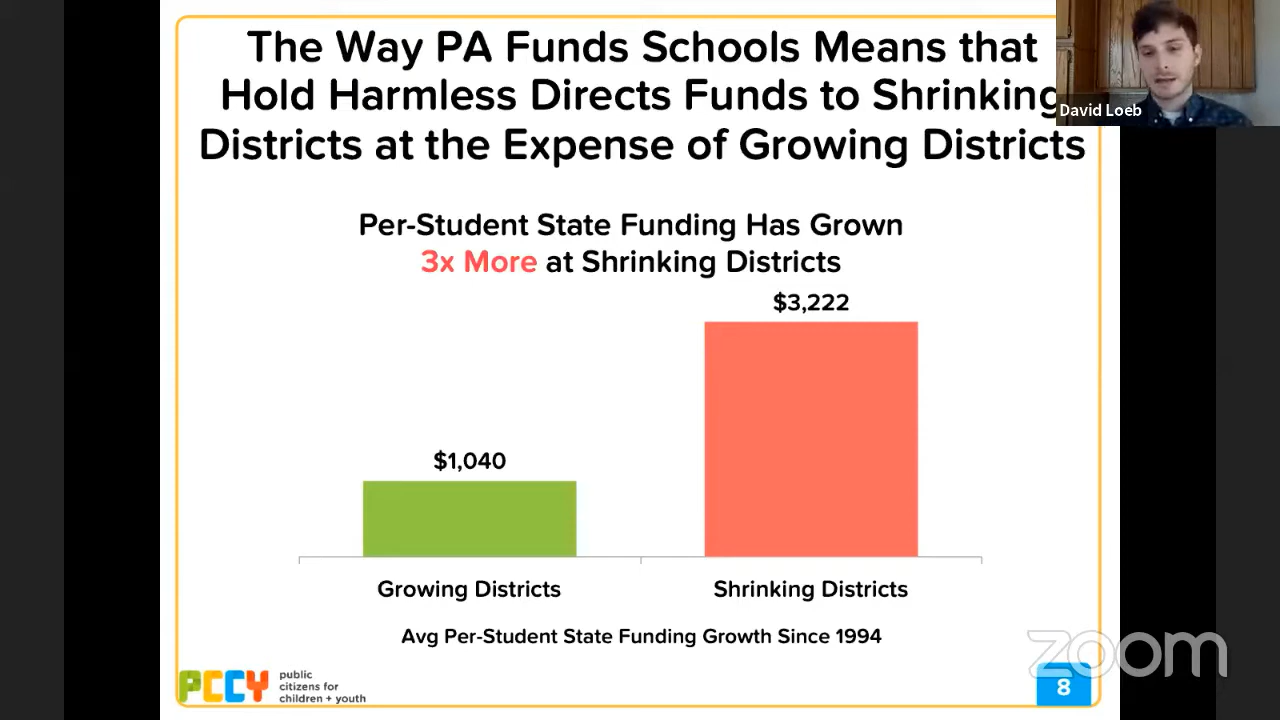 The Way PA Funds Schools Means that
Hold Harmless Directs Funds to Shrinking
Districts at the Expense of Growing Districts
David Loeb
Per-Student State Funding Has Grown
3x More at Shrinking Districts
$3,222
$1,040
Growing Districts
Shrinking Districts
Avg Per-Student State Funding Growth Since 1994
PCCY
public
citizens for
children + youth
zoom
8